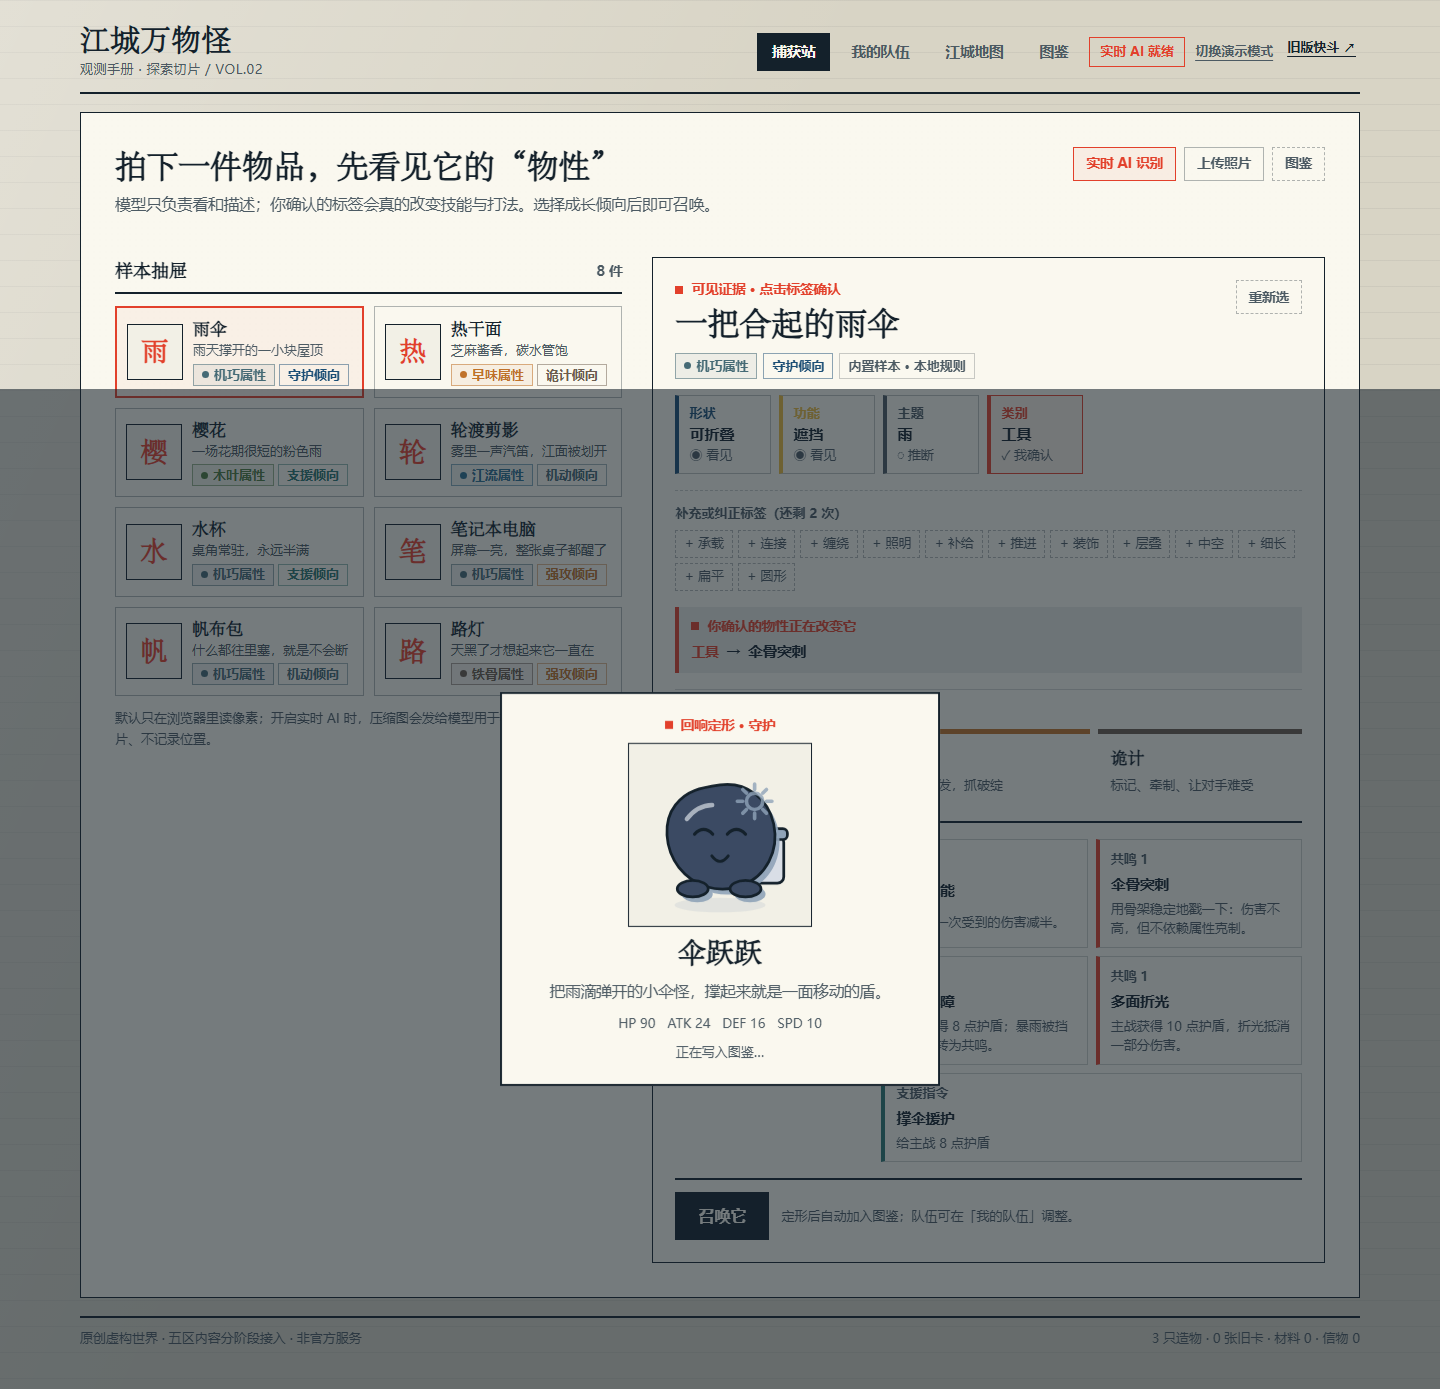 江城万物怪
观测手册 · 探索切片 / VOL.02
捕获站
我的队伍
江城地图
图鉴
实时 AI 就绪
切换演示模式
旧版快斗 ↗
拍下一件物品，先看见它的“物性”
模型只负责看和描述；你确认的标签会真的改变技能与打法。选择成长倾向后即可召唤。
实时 AI 识别
上传照片
图鉴
样本抽屉
8 件
雨
雨伞
雨天撑开的一小块屋顶
机巧属性
守护倾向
热
热干面
芝麻酱香，碳水管饱
早味属性
诡计倾向
樱
樱花
一场花期很短的粉色雨
木叶属性
支援倾向
轮
轮渡剪影
雾里一声汽笛，江面被划开
江流属性
机动倾向
水
水杯
桌角常驻，永远半满
机巧属性
支援倾向
笔
笔记本电脑
屏幕一亮，整张桌子都醒了
机巧属性
强攻倾向
帆
帆布包
什么都往里塞，就是不会断
机巧属性
机动倾向
路
路灯
天黑了才想起来它一直在
铁骨属性
强攻倾向
默认只在浏览器里读像素；开启实时 AI 时，压缩图会发给模型用于
片、不记录位置。
可见证据 • 点击标签确认
一把合起的雨伞
重新选
机巧属性
守护倾向
内置样本 • 本地规则
形状
可折叠
◉ 看见
功能
遮挡
◉ 看见
主题
雨
○ 推断
类别
工具
✓ 我确认
补充或纠正标签（还剩 2 次）
+ 承载
+ 连接
+ 缠绕
+ 照明
+ 补给
+ 推进
+ 装饰
+ 层叠
+ 中空
+ 细长
+ 扁平
+ 圆形
你确认的物性正在改变它
工具 → 伞骨突刺
发，抓破绽
诡计
标记、牵制、让对手难受
能
一次受到的伤害减半。
共鸣 1
伞骨突刺
用骨架稳定地戳一下：伤害不
高，但不依赖属性克制。
障
得 8 点护盾；暴雨被挡
转为共鸣。
共鸣 1
多面折光
主战获得 10 点护盾，折光抵消
一部分伤害。
支援指令
撑伞援护
给主战 8 点护盾
召唤它
定形后自动加入图鉴；队伍可在「我的队伍」调整。
回响定形 • 守护
伞跃跃
把雨滴弹开的小伞怪，撑起来就是一面移动的盾。
HP 90 ATK 24 DEF 16 SPD 10
正在写入图鉴…
原创虚构世界 · 五区内容分阶段接入 · 非官方服务
3 只造物 · 0 张旧卡 · 材料 0 · 信物 0